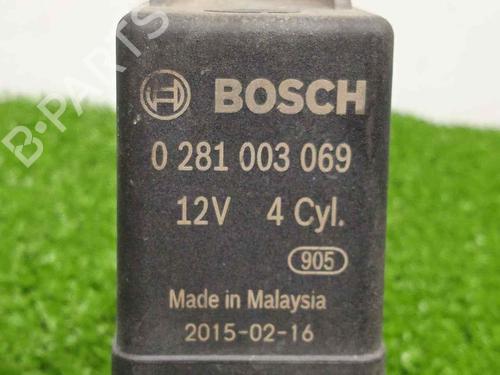 BOSCH
0 281 003 069
12V 4 Cyl.
905
Made in Malaysia
2015-02-16
B-PARTS